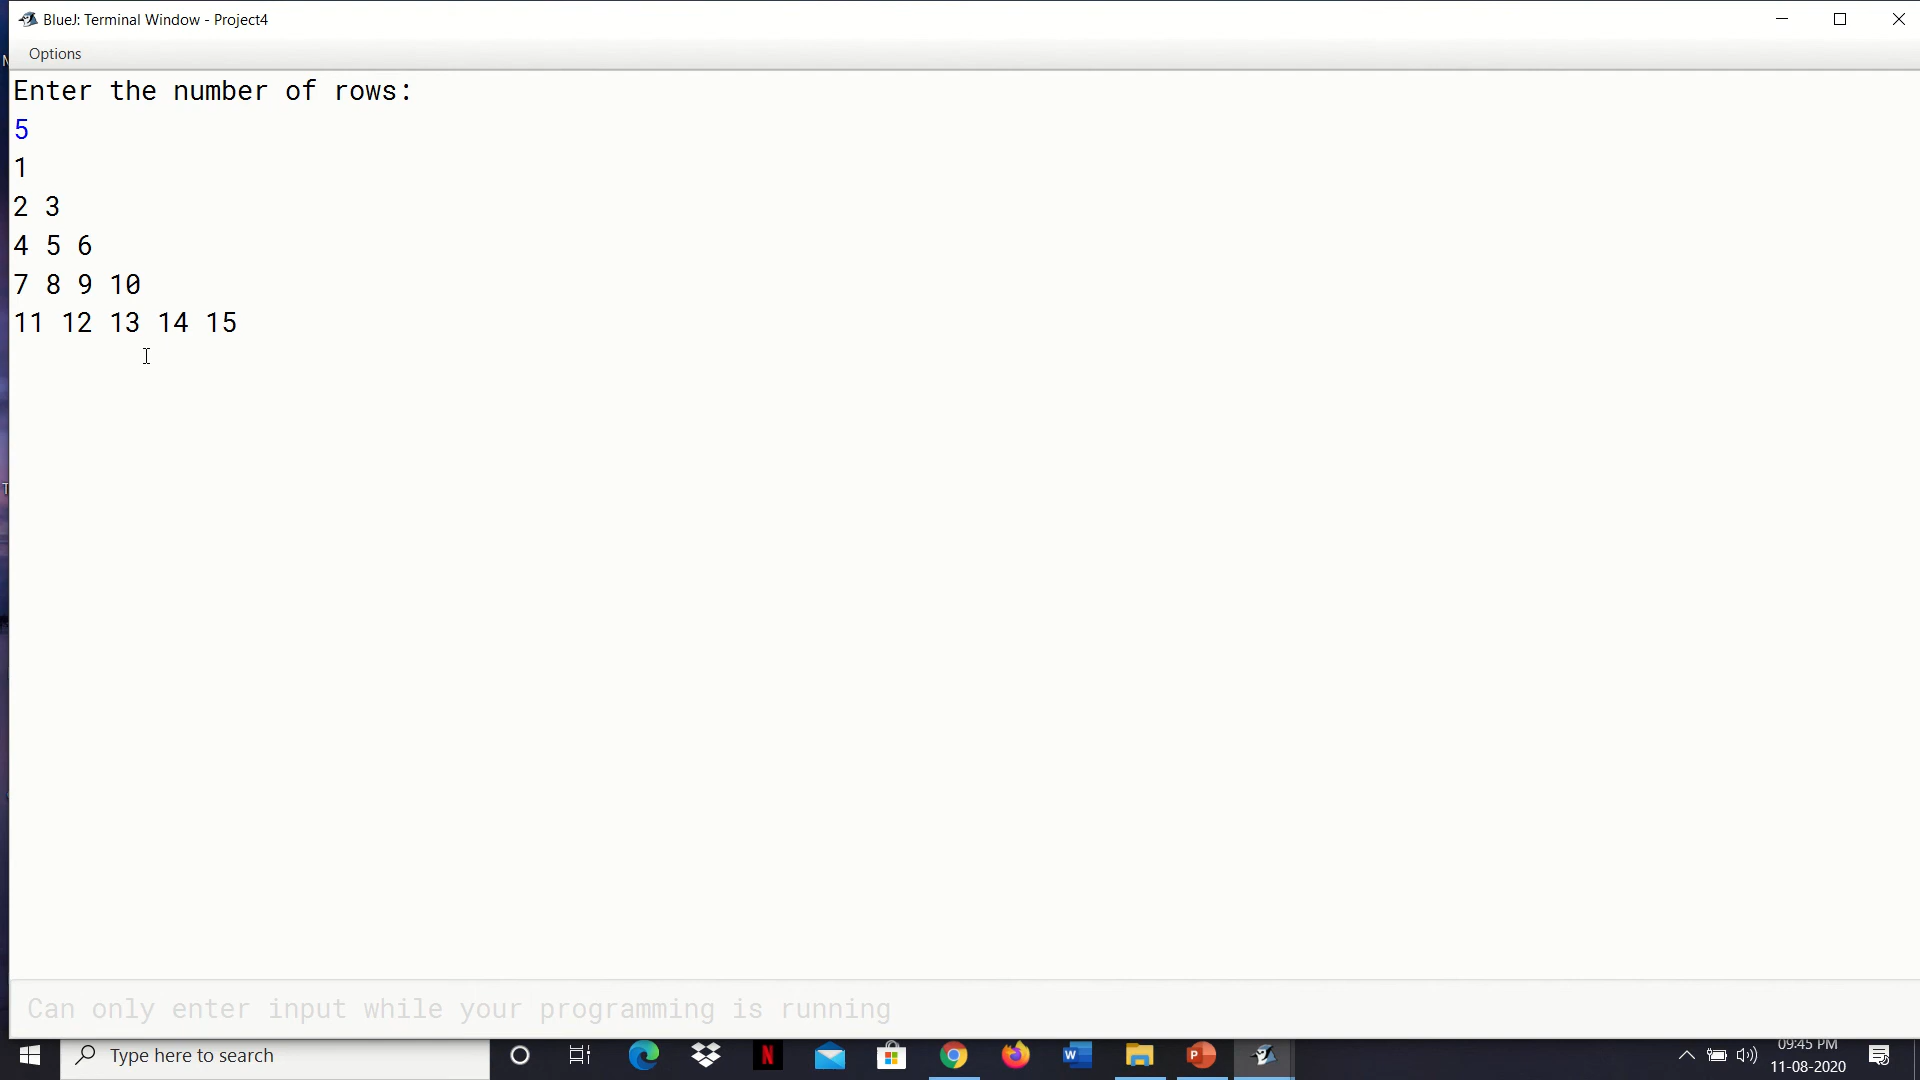 BlueJ: Terminal Window - Project4
Options
Enter the number of rows:
5
1
2 3
4 5 6
7 8 9 10
11 12 13 14 15
Can only enter input while your programming is running
Type here to search
09:45 PM
11-08-2020